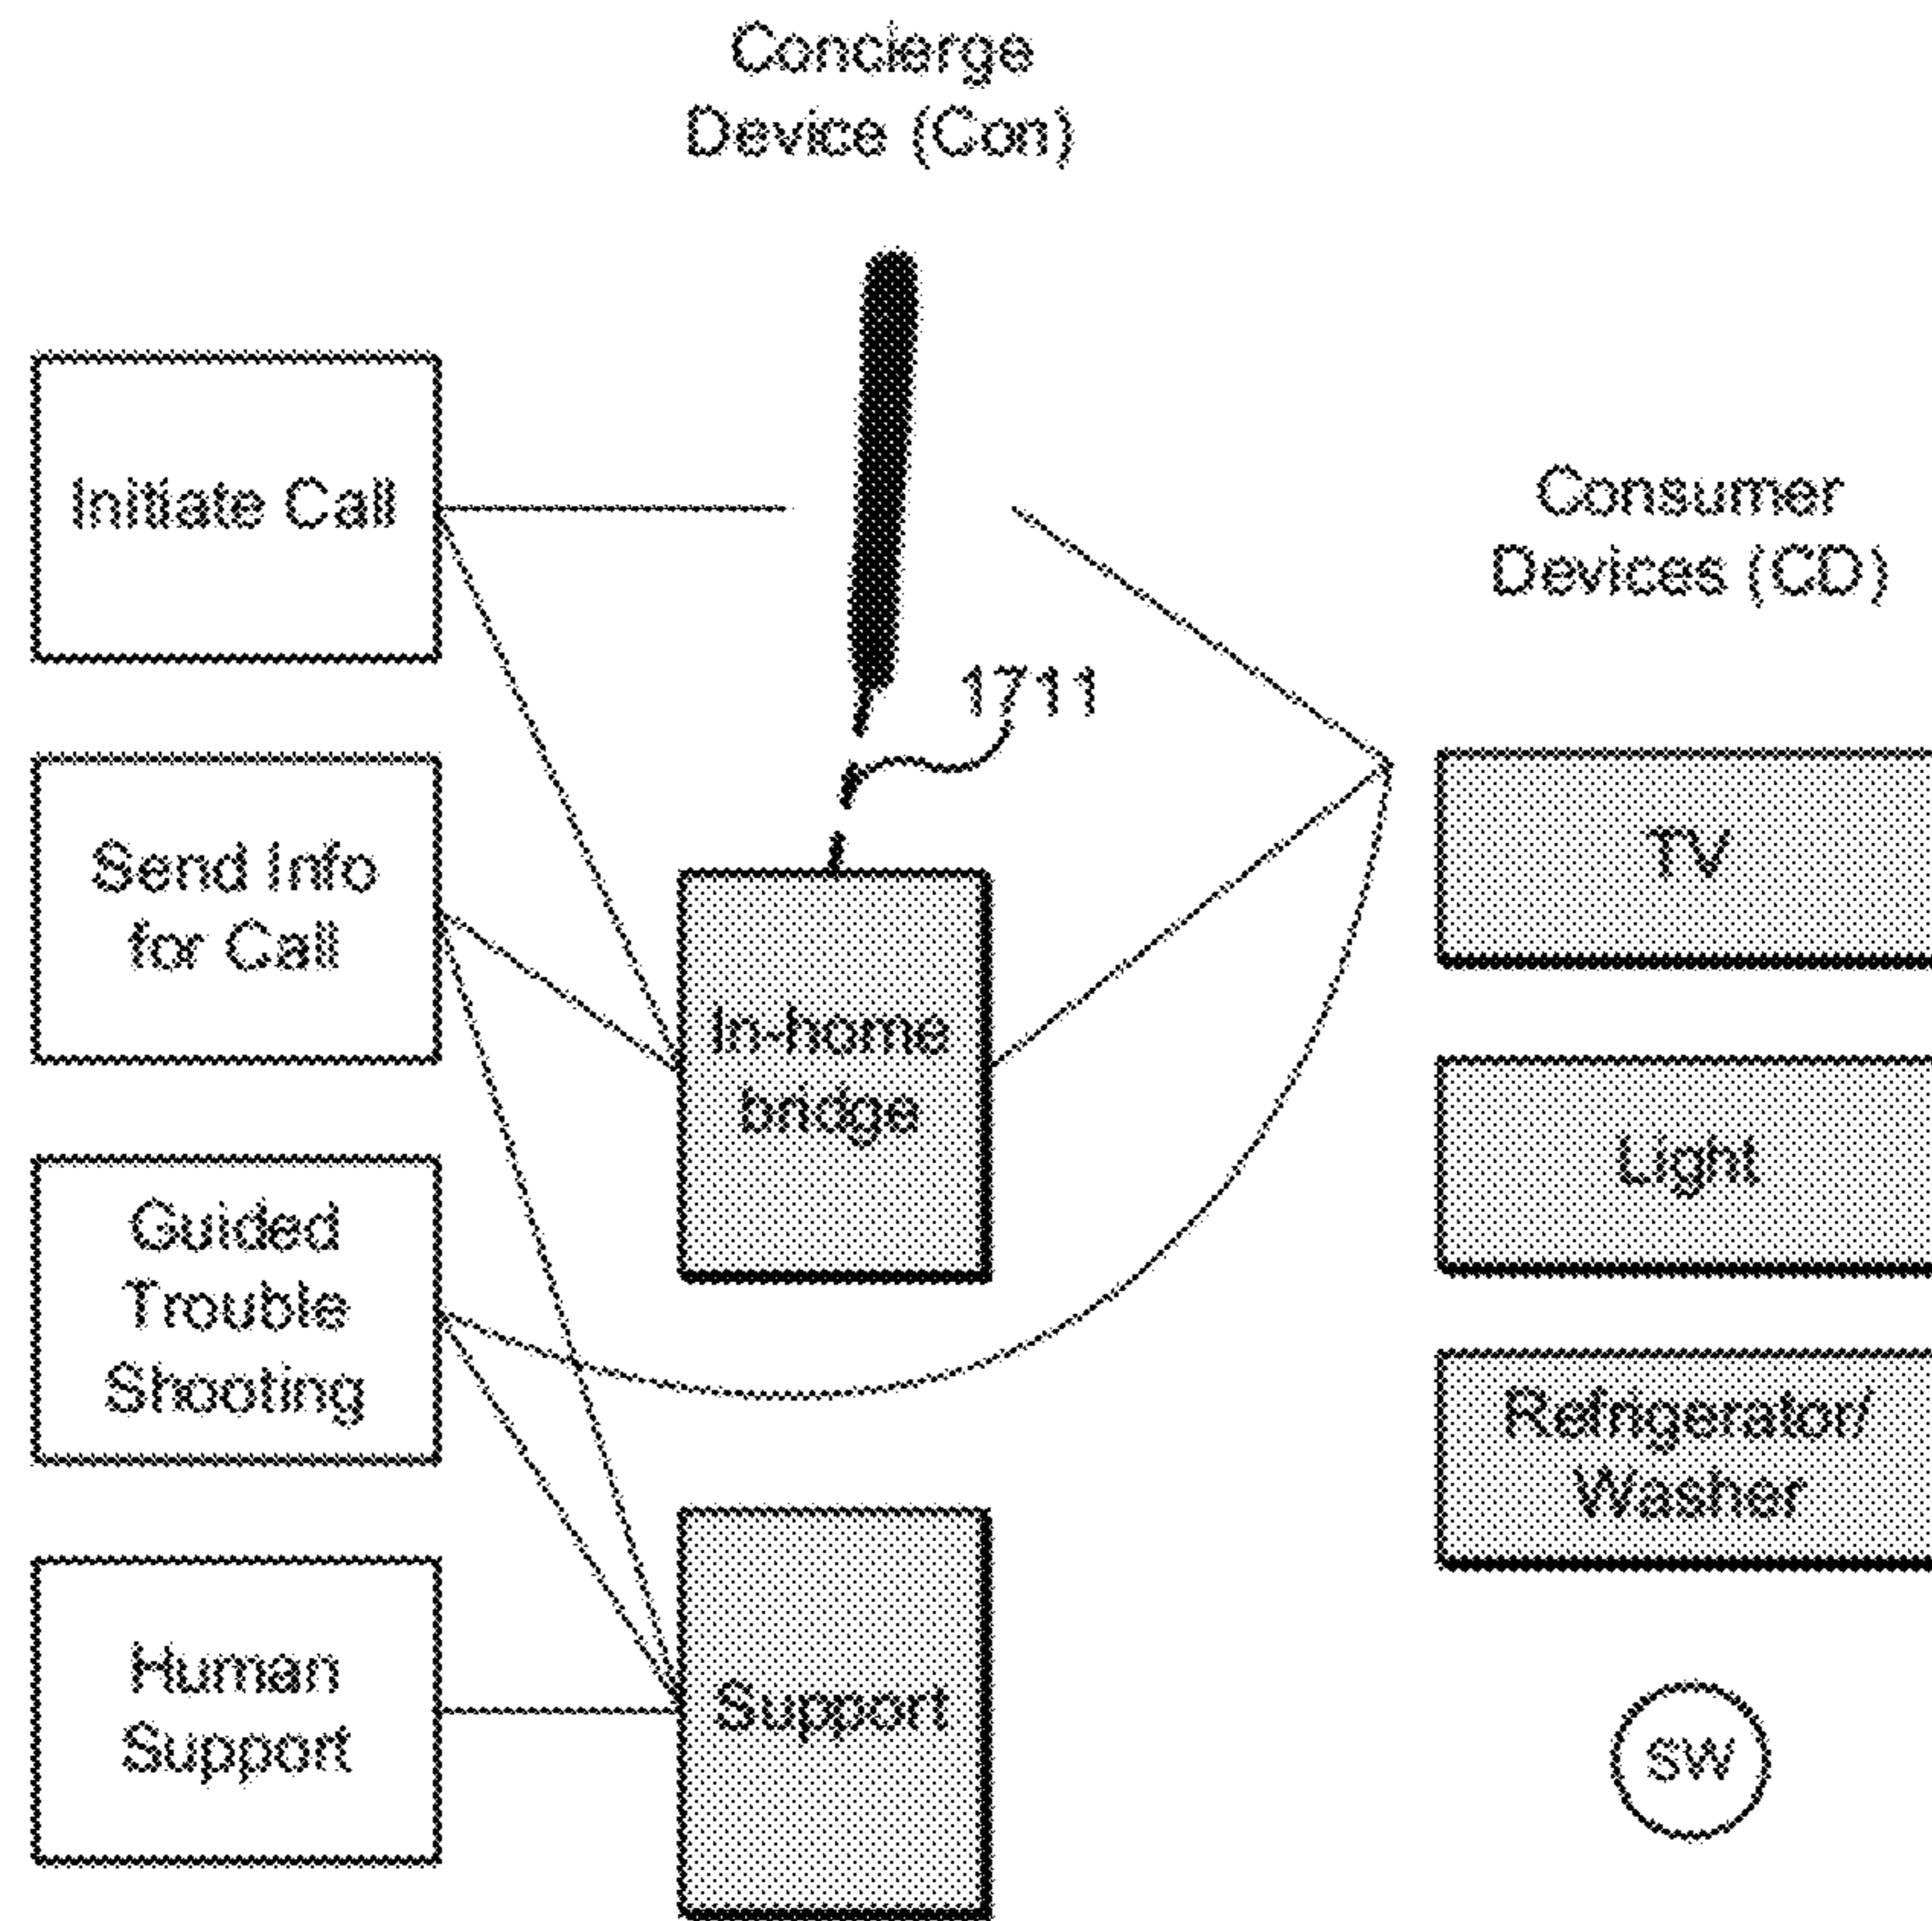 Concierge
Device (Con)
Initiate Call
Consumer
Devices (CD)
1711
Send Info
for Call
TV
In-home
bridge
Light
Guided
Trouble
Shooting
Refrigerator/
Washer
Human
Support
Support
SW